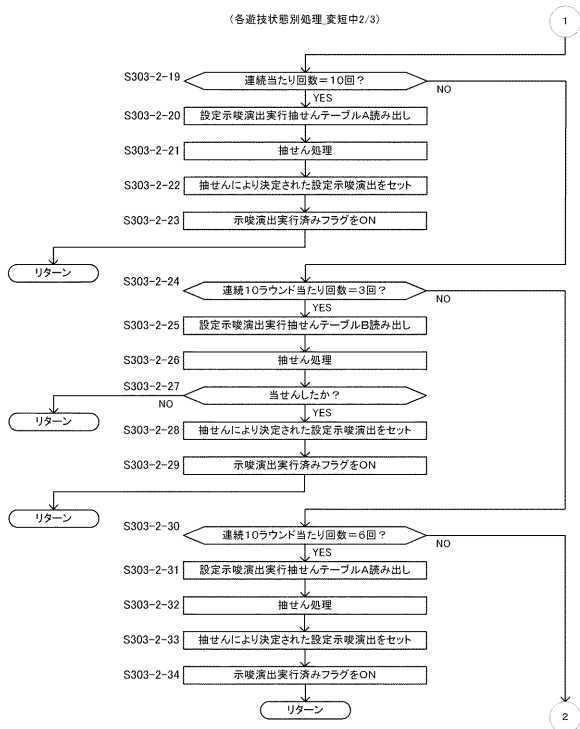 (各遊技状態別処理_変短中2/3)
1
S303-2-19
連続当たり回数=10回?
NO
YES
S303-2-20
設定示唆演出実行抽せんテーブルA読み出し
S303-2-21
抽せん処理
S303-2-22
抽せんにより決定された設定示唆演出をセット
S303-2-23
示唆演出実行済みフラグをON
リターン
S303-2-24
連続10ラウンド当たり回数=3回?
NO
YES
S303-2-25
設定示唆演出実行抽せんテーブルB読み出し
S303-2-26
抽せん処理
S303-2-27
当せんしたか?
NO
YES
リターン
S303-2-28
抽せんにより決定された設定示唆演出をセット
S303-2-29
示唆演出実行済みフラグをON
リターン
S303-2-30
連続10ラウンド当たり回数=6回?
NO
YES
S303-2-31
設定示唆演出実行抽せんテーブルA読み出し
S303-2-32
抽せん処理
S303-2-33
抽せんにより決定された設定示唆演出をセット
S303-2-34
示唆演出実行済みフラグをON
リターン
2